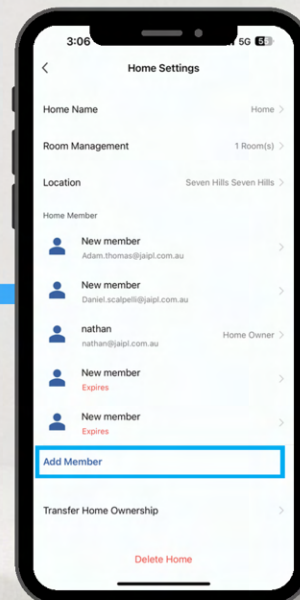 3:06 5G 55
Home Settings
Home Name Home
Room Management 1 Room(s)
Location Seven Hills Seven Hills
Home Member
New member
Adam.thomas@jaipl.com.au
New member
Daniel.scalpelli@jaipl.com.au
nathan
nathan@jaipl.com.au
Home Owner
New member
Expires
New member
Expires
Add Member
Transfer Home Ownership
Delete Home